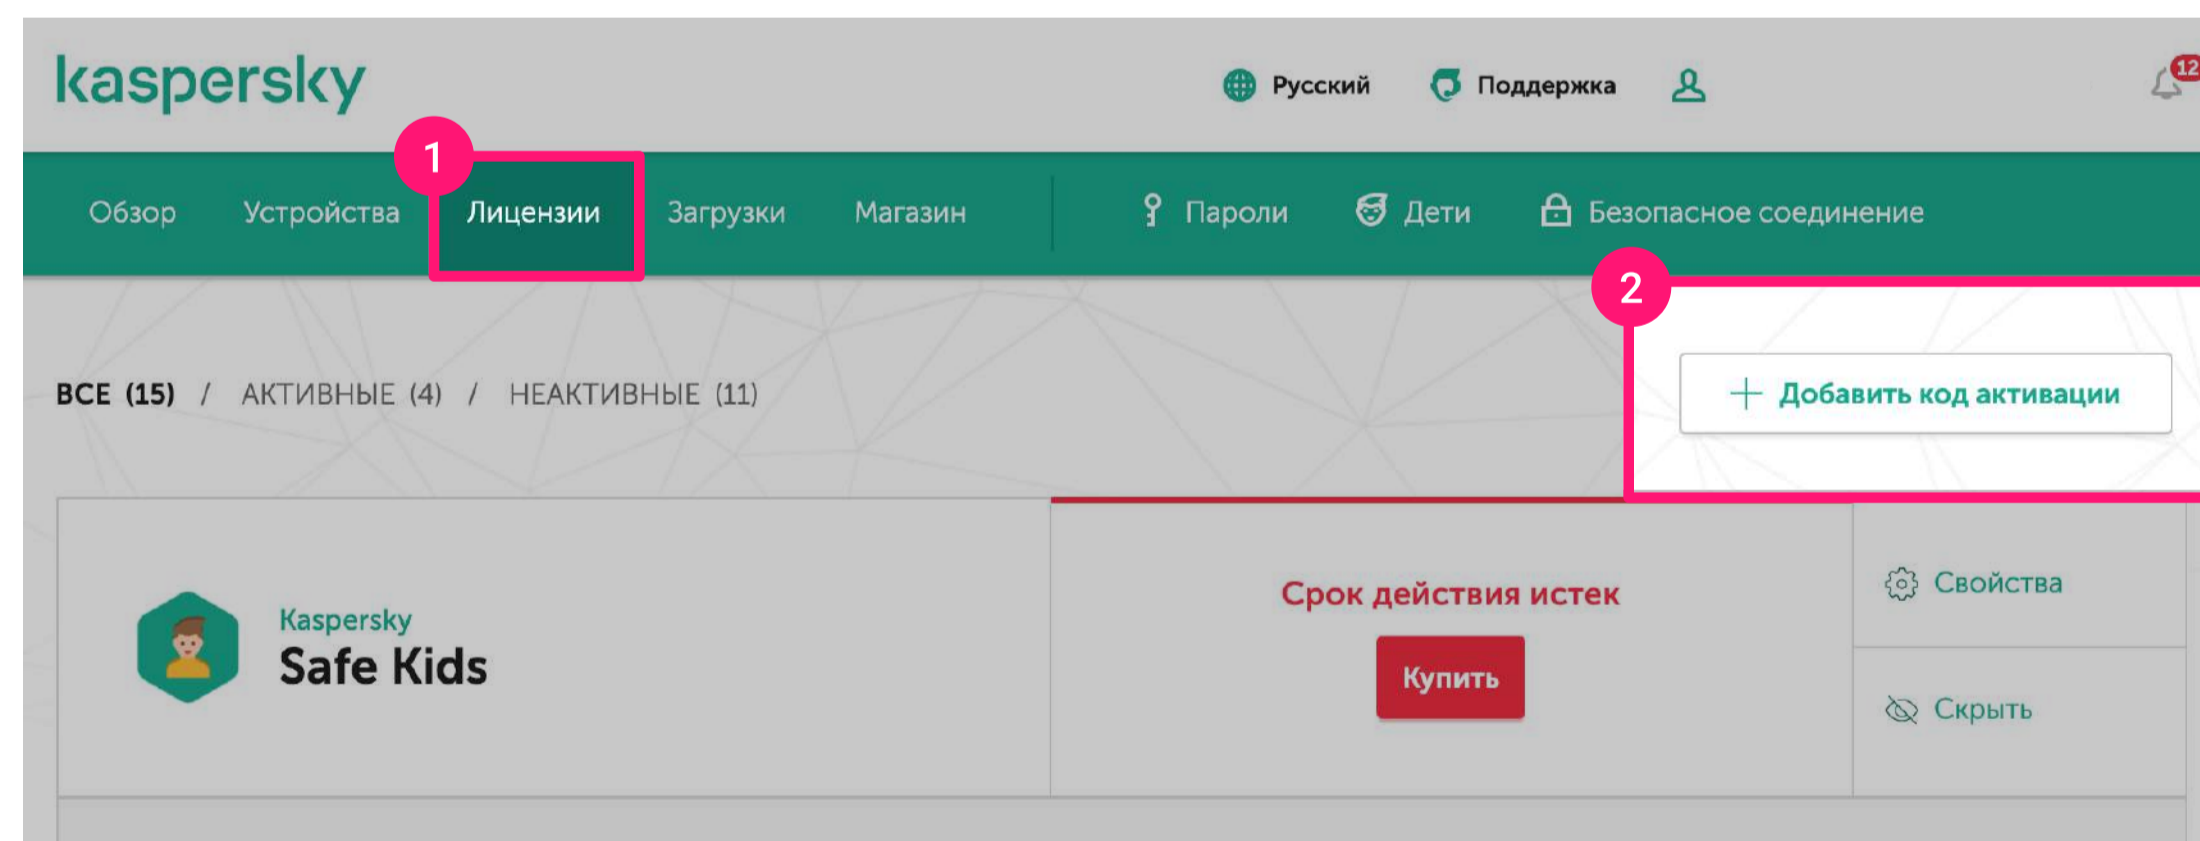 kaspersky
Русский Поддержка
12
1
Обзор Устройства Лицензии Загрузки Магазин Пароли Дети Безопасное соединение
2
ВСЕ (15) / АКТИВНЫЕ (4) / НЕАКТИВНЫЕ (11)
+ Добавить код активации
Kaspersky
Safe Kids
Срок действия истек
Купить
Свойства
Скрыть